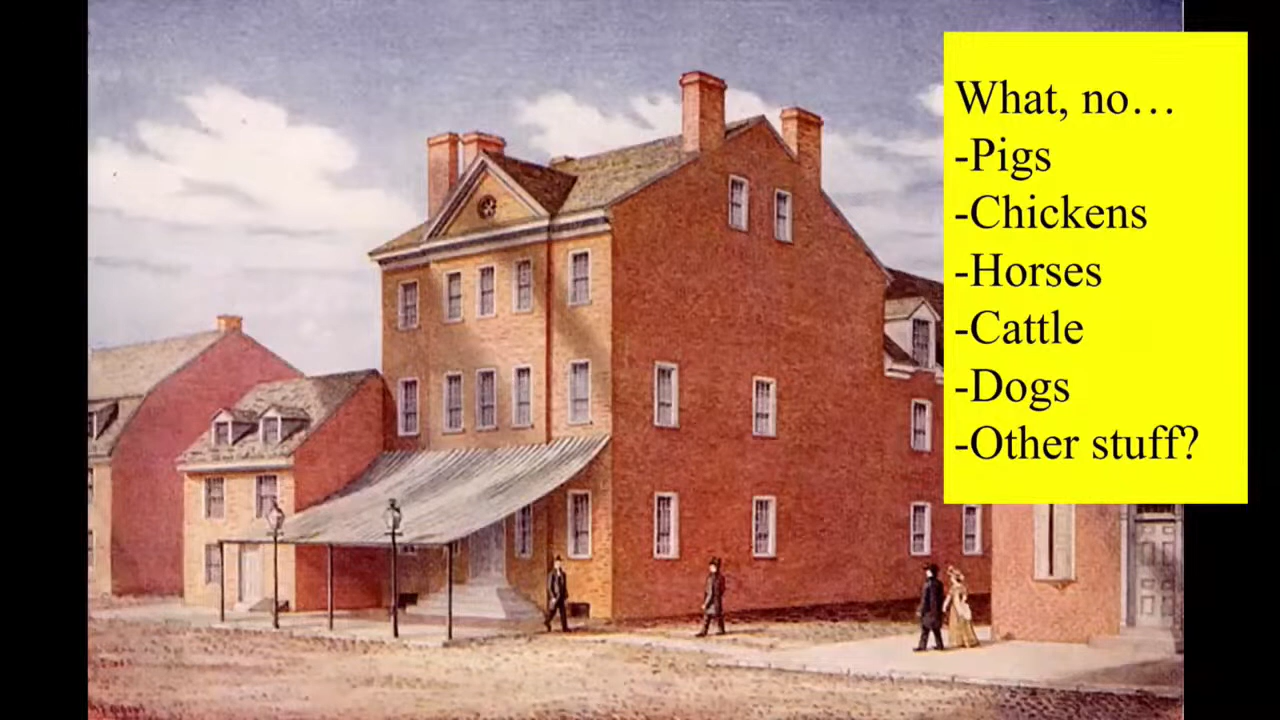 What, no…
-Pigs
-Chickens
-Horses
-Cattle
-Dogs
-Other stuff?